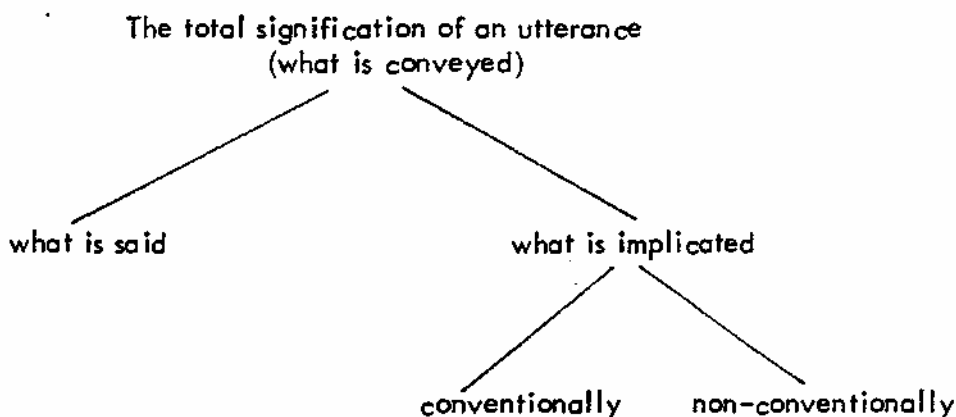 The total signification of an utterance
(what is conveyed)
what is said
what is implicated
conventionally
non-conventionally